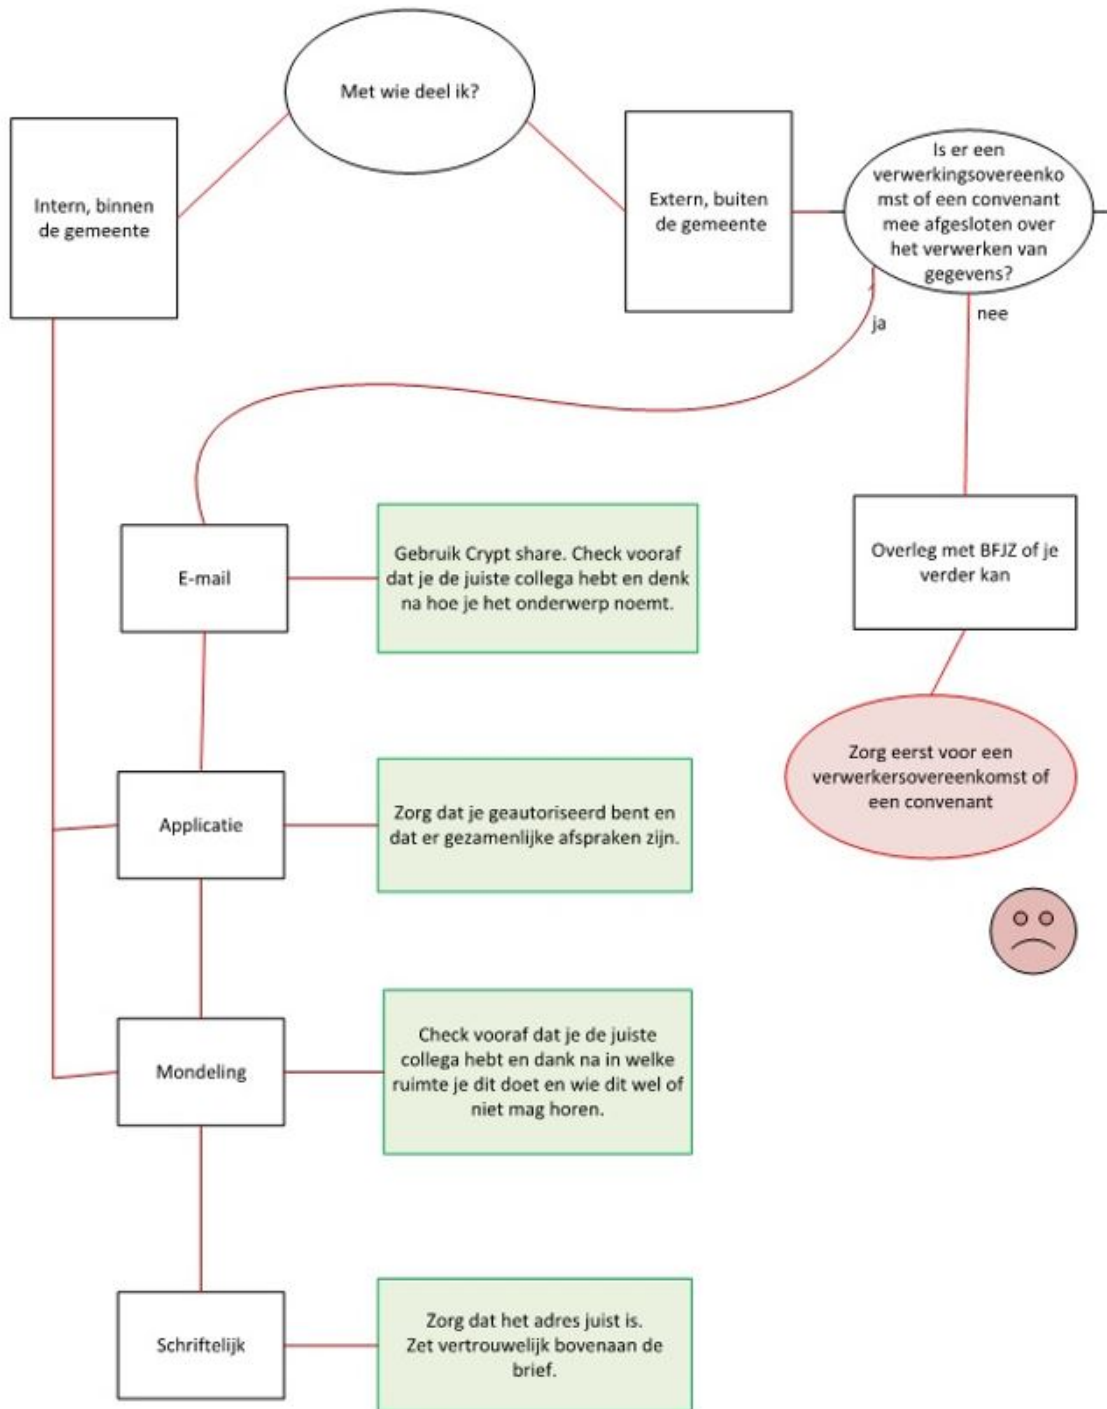 Met wie deel ik?
Intern, binnen
de gemeente
Extern, buiten
de gemeente
Is er een
verwerkingsovereenko
mst of een convenant
mee afgesloten over
het verwerken van
gegevens?
ja
nee
E-mail
Gebruik Crypt share. Check vooraf
dat je de juiste collega hebt en denk
na hoe je het onderwerp noemt.
Overleg met BFJZ of je
verder kan
Zorg eerst voor een
verwerkersovereenkomst of
een convenant
Applicatie
Zorg dat je geautoriseerd bent en
dat er gezamenlijke afspraken zijn.
Mondeling
Check vooraf dat je de juiste
collega hebt en dank na in welke
ruimte je dit doet en wie dit wel of
niet mag horen.
Schriftelijk
Zorg dat het adres juist is.
Zet vertrouwelijk bovenaan de
brief.